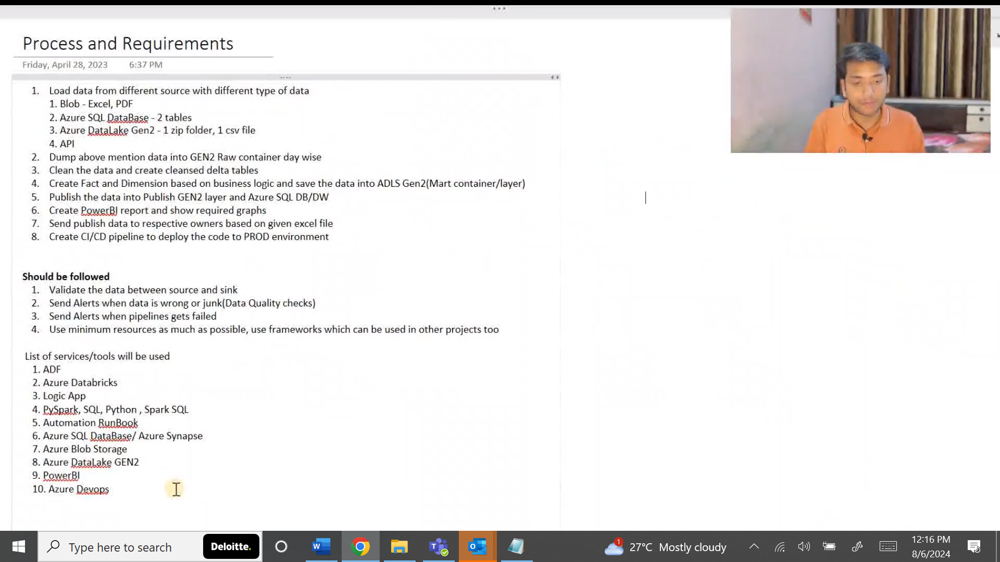 Process and Requirements
Friday, April 28, 2023 6:37 PM
1. Load data from different source with different type of data
1. Blob - Excel, PDF
2. Azure SQL DataBase - 2 tables
3. Azure DataLake Gen2 - 1 zip folder, 1 csv file
4. API
2. Dump above mention data into GEN2 Raw container day wise
3. Clean the data and create cleansed delta tables
4. Create Fact and Dimension based on business logic and save the data into ADLS Gen2(Mart container/layer)
5. Publish the data into Publish GEN2 layer and Azure SQL DB/DW
6. Create PowerBI report and show required graphs
7. Send publish data to respective owners based on given excel file
8. Create CI/CD pipeline to deploy the code to PROD environment
Should be followed
1. Validate the data between source and sink
2. Send Alerts when data is wrong or junk(Data Quality checks)
3. Send Alerts when pipelines gets failed
4. Use minimum resources as much as possible, use frameworks which can be used in other projects too
List of services/tools will be used
1. ADF
2. Azure Databricks
3. Logic App
4. PySpark, SQL, Python , Spark SQL
5. Automation RunBook
6. Azure SQL DataBase/ Azure Synapse
7. Azure Blob Storage
8. Azure DataLake GEN2
9. PowerBI
10. Azure Devops
Type here to search
Deloitte.
W
T
O
1
27°C Mostly cloudy
12:16 PM
8/6/2024